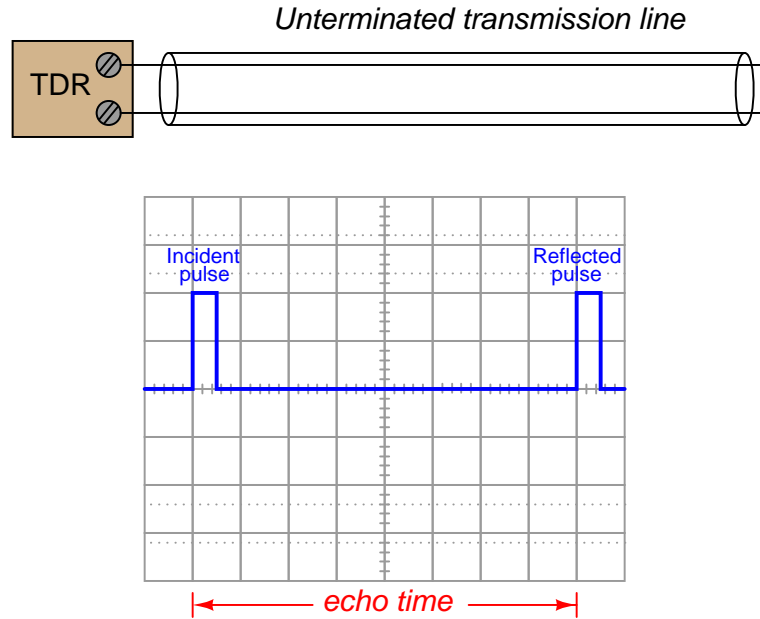 Unterminated transmission line
TDR
Incident
pulse
Reflected
pulse
echo time